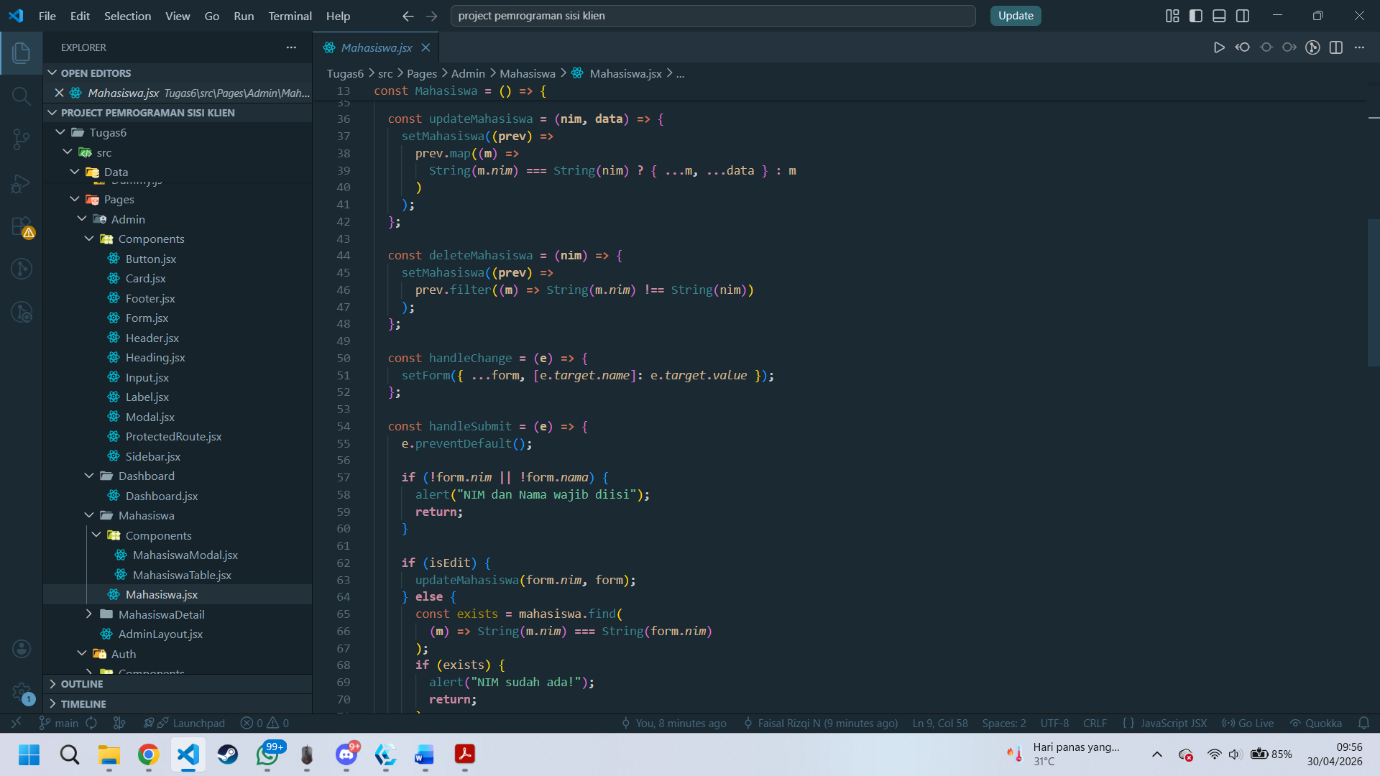 File Edit Selection View Go Run Terminal Help
project pemrograman sisi klien
Update
EXPLORER
OPEN EDITORS
Mahasiswa.jsx Tugas6\src\Pages\Admin\Mah...
PROJECT PEMROGRAMAN SISI KLIEN
Tugas6
src
Data
Pages
Admin
Components
Button.jsx
Card.jsx
Footer.jsx
Form.jsx
Header.jsx
Heading.jsx
Input.jsx
Label.jsx
Modal.jsx
ProtectedRoute.jsx
Sidebar.jsx
Dashboard
Dashboard.jsx
Mahasiswa
Components
MahasiswaModal.jsx
MahasiswaTable.jsx
Mahasiswa.jsx
MahasiswaDetail
AdminLayout.jsx
Auth
Components
OUTLINE
TIMELINE
Mahasiswa.jsx
Tugas6 > src > Pages > Admin > Mahasiswa > Mahasiswa.jsx > ...
13 const Mahasiswa = () => {
35
36 const updateMahasiswa = (nim, data) => {
37 setMahasiswa((prev) =>
38 prev.map((m) =>
39 String(m.nim) === String(nim) ? { ...m, ...data } : m
40 )
41 );
42 };
43
44 const deleteMahasiswa = (nim) => {
45 setMahasiswa((prev) =>
46 prev.filter((m) => String(m.nim) !== String(nim))
47 );
48 };
49
50 const handleChange = (e) => {
51 setForm({ ...form, [e.target.name]: e.target.value });
52 };
53
54 const handleSubmit = (e) => {
55 e.preventDefault();
56
57 if (!form.nim || !form.nama) {
58 alert("NIM dan Nama wajib diisi");
59 return;
60 }
61
62 if (isEdit) {
63 updateMahasiswa(form.nim, form);
64 } else {
65 const exists = mahasiswa.find(
66 (m) => String(m.nim) === String(form.nim)
67 );
68 if (exists) {
69 alert("NIM sudah ada!");
70 return;
1
main Launchpad 0 0 You, 8 minutes ago Faisal Rizqi N (9 minutes ago) Ln 9, Col 58 Spaces: 2 UTF-8 CRLF {} JavaScript JSX Go Live Quokka
99+
9+
Hari panas yang...
31°C
85%
09:56
30/04/2026